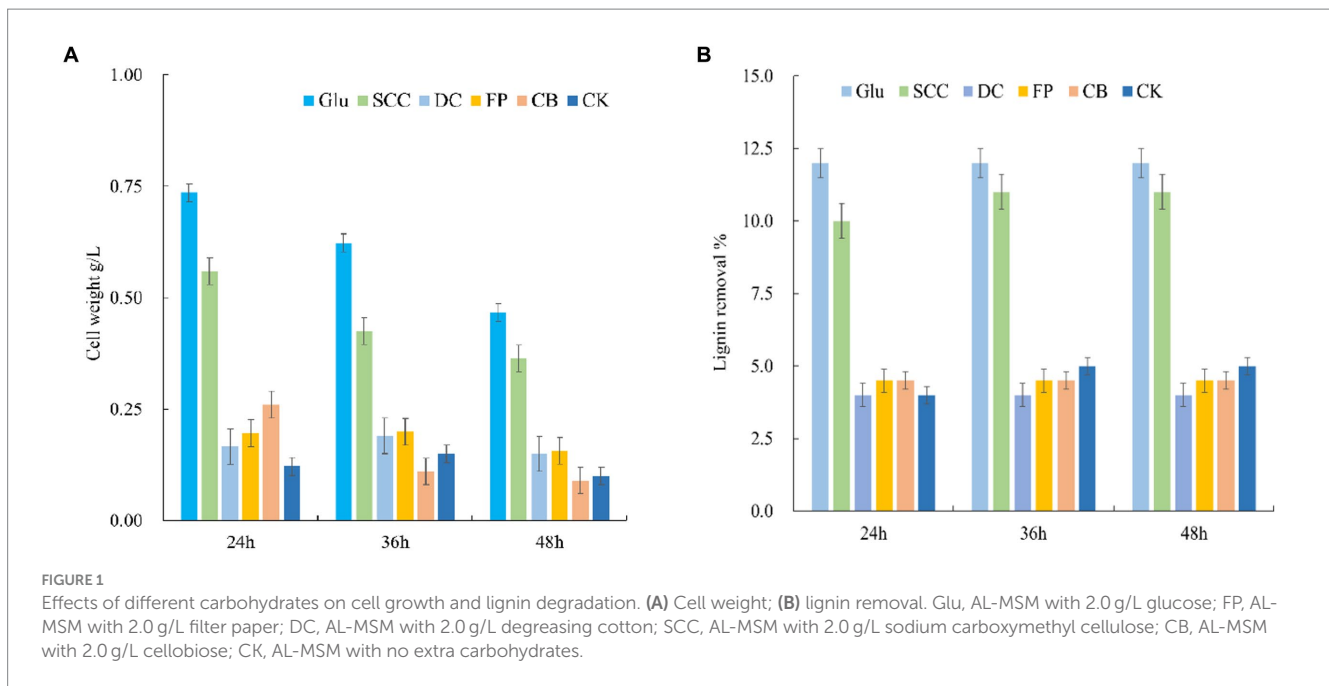 A
1.00
Glu SCC DC FP CB CK
0.75
0.50
0.25
0.00
Cell weight g/L
24h 36h 48h
B
15.0
Glu SCC DC FP CB CK
12.5
10.0
7.5
5.0
2.5
0.0
Lignin removal %
24h 36h 48h
FIGURE 1
Effects of different carbohydrates on cell growth and lignin degradation. (A) Cell weight; (B) lignin removal. Glu, AL-MSM with 2.0 g/L glucose; FP, AL-
MSM with 2.0 g/L filter paper; DC, AL-MSM with 2.0 g/L degreasing cotton; SCC, AL-MSM with 2.0 g/L sodium carboxymethyl cellulose; CB, AL-MSM
with 2.0 g/L cellobiose; CK, AL-MSM with no extra carbohydrates.